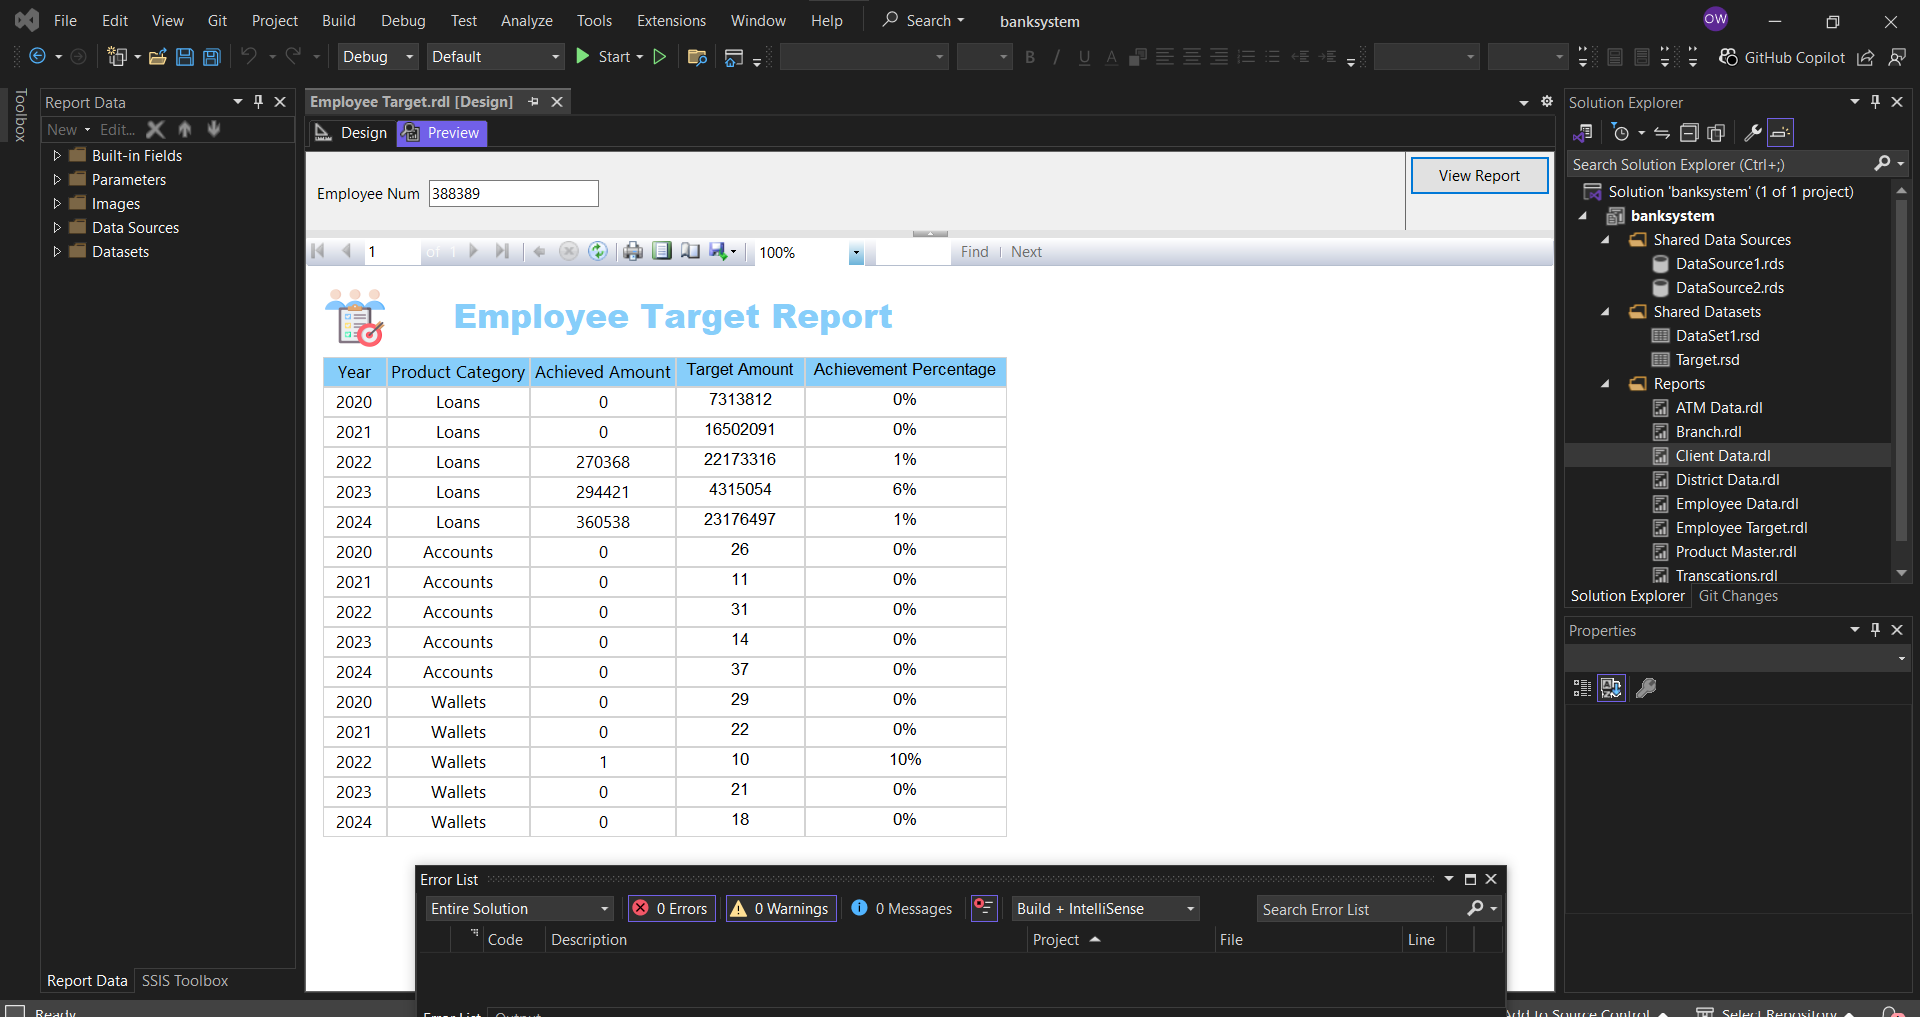 File Edit View Git Project Build Debug Test Analyze Tools Extensions Window Help Search banksystem OW
Debug Default Start B I U A GitHub Copilot
Toolbox
Report Data
New Edit...
Built-in Fields
Parameters
Images
Data Sources
Datasets
Report Data SSIS Toolbox
Employee Target.rdl [Design]
Design Preview
Employee Num 388389 View Report
1 of 1 100% Find Next
Employee Target Report
Year Product Category Achieved Amount Target Amount Achievement Percentage
2020 Loans 0 7313812 0%
2021 Loans 0 16502091 0%
2022 Loans 270368 22173316 1%
2023 Loans 294421 4315054 6%
2024 Loans 360538 23176497 1%
2020 Accounts 0 26 0%
2021 Accounts 0 11 0%
2022 Accounts 0 31 0%
2023 Accounts 0 14 0%
2024 Accounts 0 37 0%
2020 Wallets 0 29 0%
2021 Wallets 0 22 0%
2022 Wallets 1 10 10%
2023 Wallets 0 21 0%
2024 Wallets 0 18 0%
Error List
Entire Solution 0 Errors 0 Warnings 0 Messages Build + IntelliSense Search Error List
Code Description Project File Line
Error List Output
Solution Explorer
Search Solution Explorer (Ctrl+;)
Solution 'banksystem' (1 of 1 project)
banksystem
Shared Data Sources
DataSource1.rds
DataSource2.rds
Shared Datasets
DataSet1.rsd
Target.rsd
Reports
ATM Data.rdl
Branch.rdl
Client Data.rdl
District Data.rdl
Employee Data.rdl
Employee Target.rdl
Product Master.rdl
Transcations.rdl
Solution Explorer Git Changes
Properties
Ready Add to Source Control Select Repository